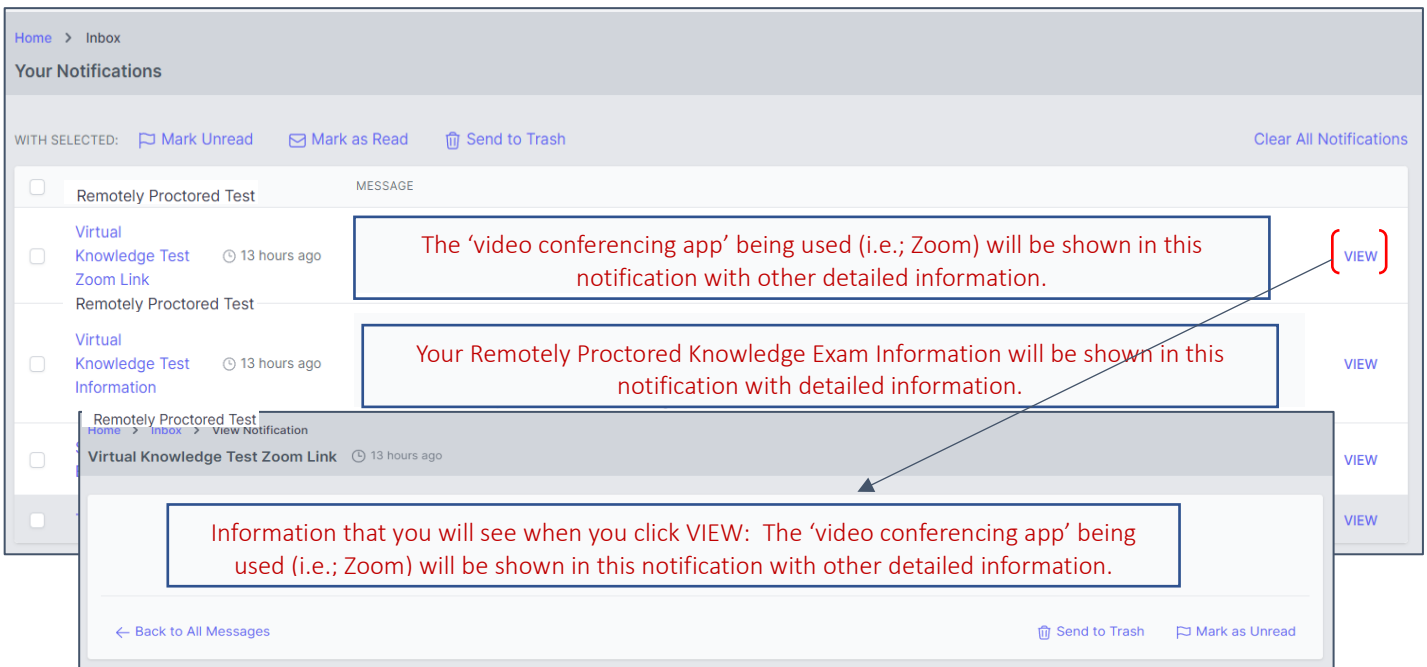 Home > Inbox
Your Notifications
WITH SELECTED: Mark Unread Mark as Read Send to Trash Clear All Notifications
Remotely Proctored Test MESSAGE
Virtual
Knowledge Test 13 hours ago
Zoom Link
The ‘video conferencing app’ being used (i.e.; Zoom) will be shown in this
notification with other detailed information.
VIEW
Remotely Proctored Test
Virtual
Knowledge Test 13 hours ago
Information
Your Remotely Proctored Knowledge Exam Information will be shown in this
notification with detailed information.
VIEW
VIEW
VIEW
Remotely Proctored Test
Home > Inbox > View Notification
Virtual Knowledge Test Zoom Link 13 hours ago
Information that you will see when you click VIEW: The ‘video conferencing app’ being
used (i.e.; Zoom) will be shown in this notification with other detailed information.
← Back to All Messages Send to Trash Mark as Unread